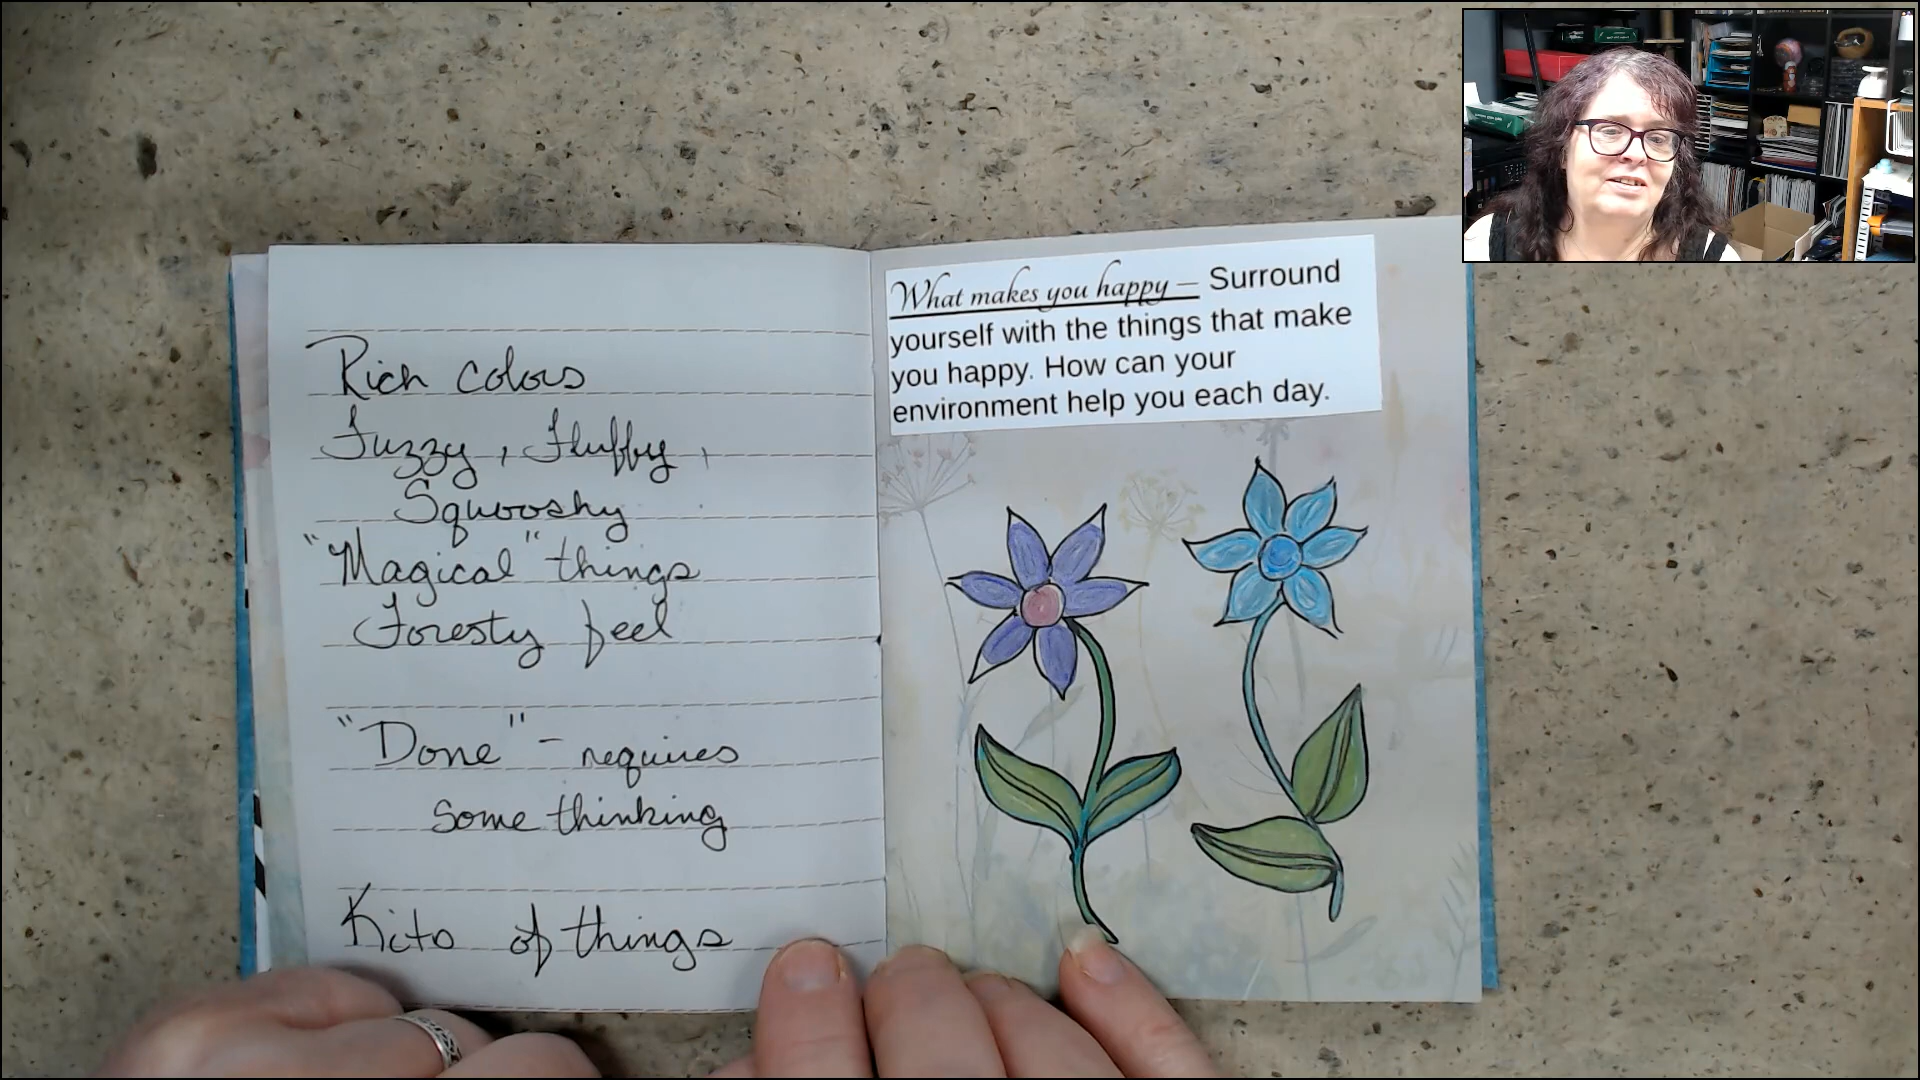 Rich colors
Fuzzy, Fluffy,
Squooshy
"Magical" things
Foresty feel
"Done" - requires
some thinking
Kits of things
What makes you happy – Surround
yourself with the things that make
you happy. How can your
environment help you each day.